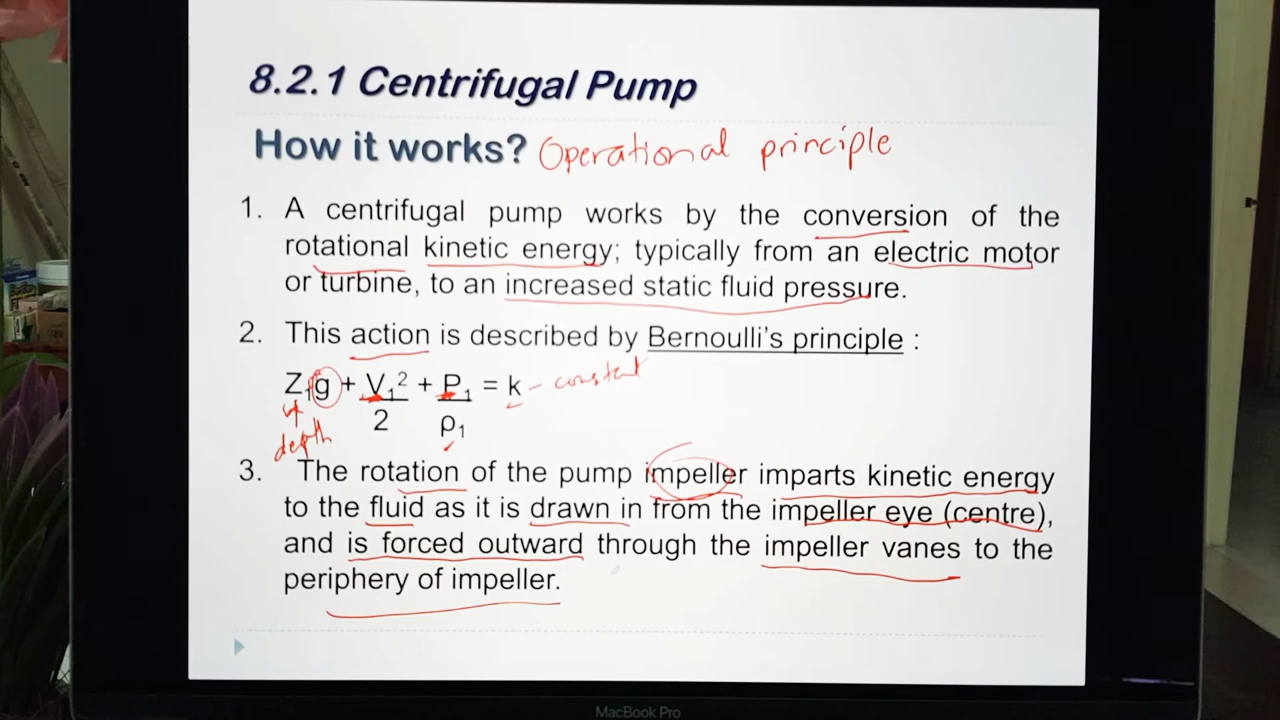 8.2.1 Centrifugal Pump
How it works? Operational principle
1. A centrifugal pump works by the conversion of the
rotational kinetic energy; typically from an electric motor
or turbine, to an increased static fluid pressure.
2. This action is described by Bernoulli's principle :
Z₁g + V₁²/2 + P₁/ρ₁ = k – constant
depth
3. The rotation of the pump impeller imparts kinetic energy
to the fluid as it is drawn in from the impeller eye (centre),
and is forced outward through the impeller vanes to the
periphery of impeller.
MacBook Pro